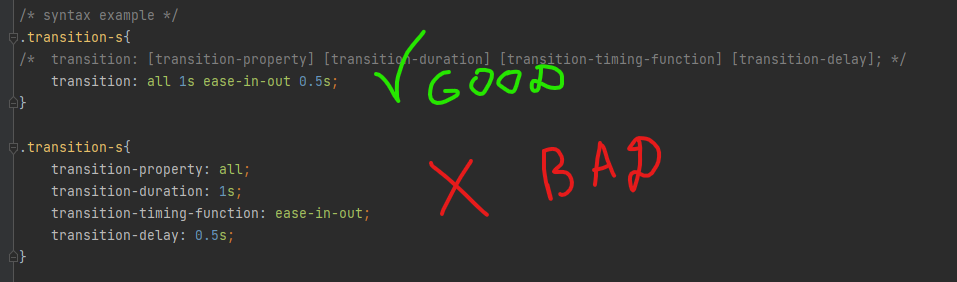 /* syntax example */
.transition-s{
/*  transition: [transition-property] [transition-duration] [transition-timing-function] [transition-delay]; */
    transition: all 1s ease-in-out 0.5s;
GOOD
}
.transition-s{
    transition-property: all;
BAD
    transition-duration: 1s;
    transition-timing-function: ease-in-out;
    transition-delay: 0.5s;
}